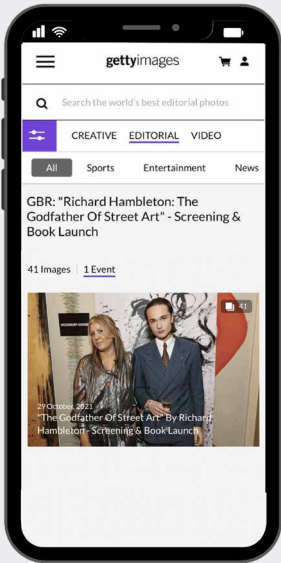 gettyimages
Search the world's best editorial photos
CREATIVE EDITORIAL VIDEO
All Sports Entertainment News
GBR: "Richard Hambleton: The
Godfather Of Street Art" - Screening &
Book Launch
41 Images | 1 Event
41
WOODBURY HOUSE
29 October, 2021
"The Godfather Of Street Art" By Richard
Hambleton - Screening & Book Launch